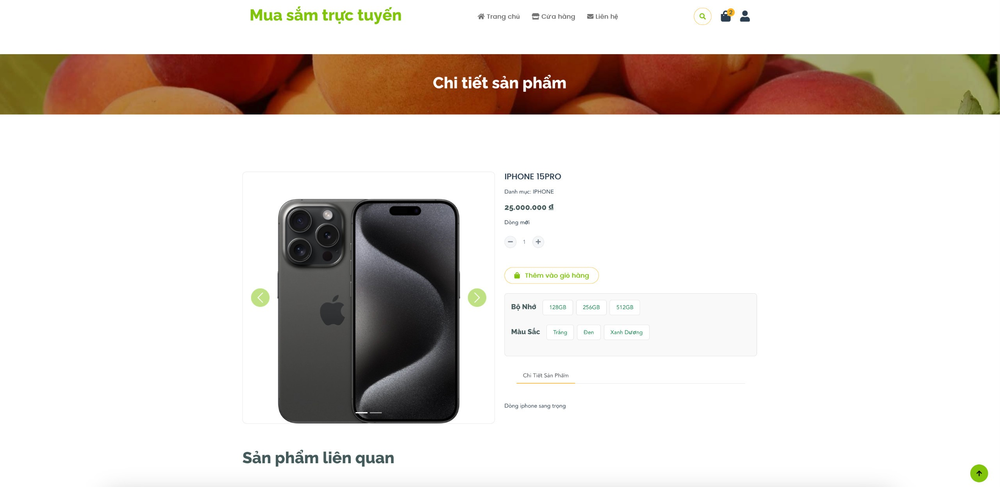 Mua sắm trực tuyến
Trang chủ
Cửa hàng
Liên hệ
2
Chi tiết sản phẩm
IPHONE 15PRO
Danh mục: IPHONE
25.000.000 ₫
Dòng mới
1
Thêm vào giỏ hàng
Bộ Nhớ 128GB 256GB 512GB
Màu Sắc Trắng Đen Xanh Dương
Chi Tiết Sản Phẩm
Dòng iphone sang trọng
Sản phẩm liên quan